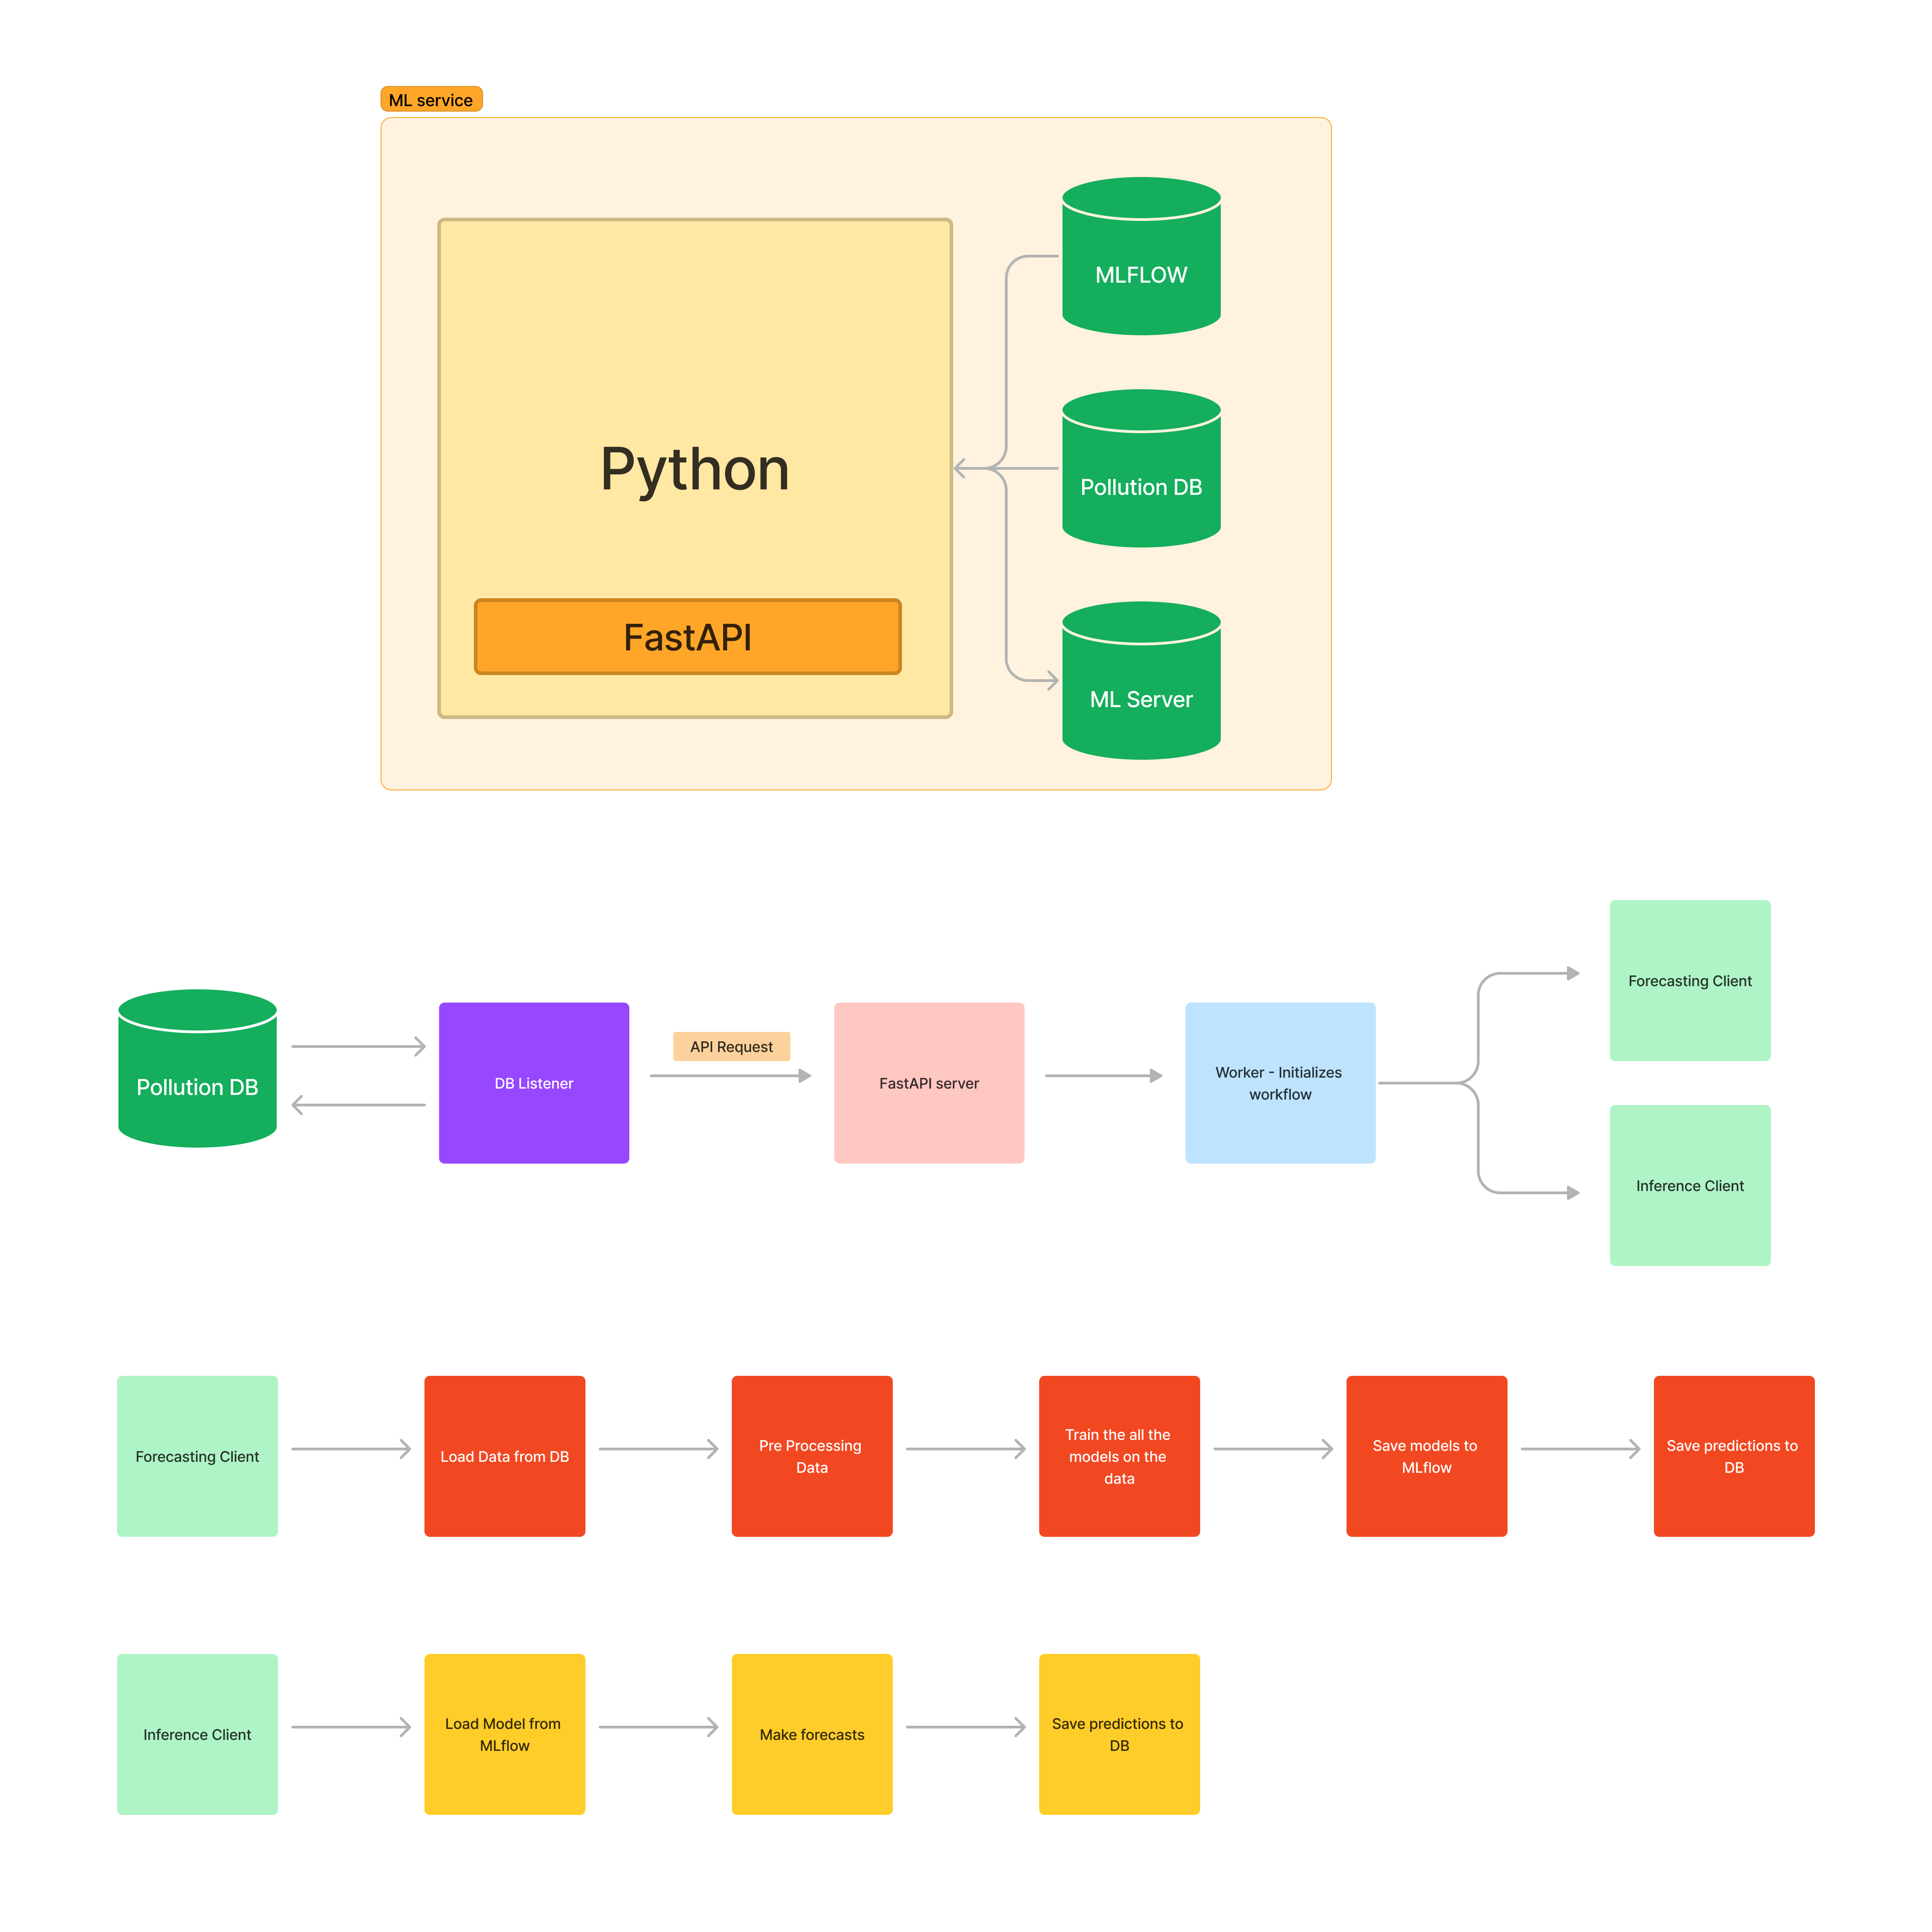 ML service
MLFLOW
Python
Pollution DB
FastAPI
ML Server
Forecasting Client
Pollution DB
DB Listener
API Request
FastAPI server
Worker - Initializes
workflow
Inference Client
Forecasting Client
Load Data from DB
Pre Processing
Data
Train the all the
models on the
data
Save models to
MLflow
Save predictions to
DB
Inference Client
Load Model from
MLflow
Make forecasts
Save predictions to
DB